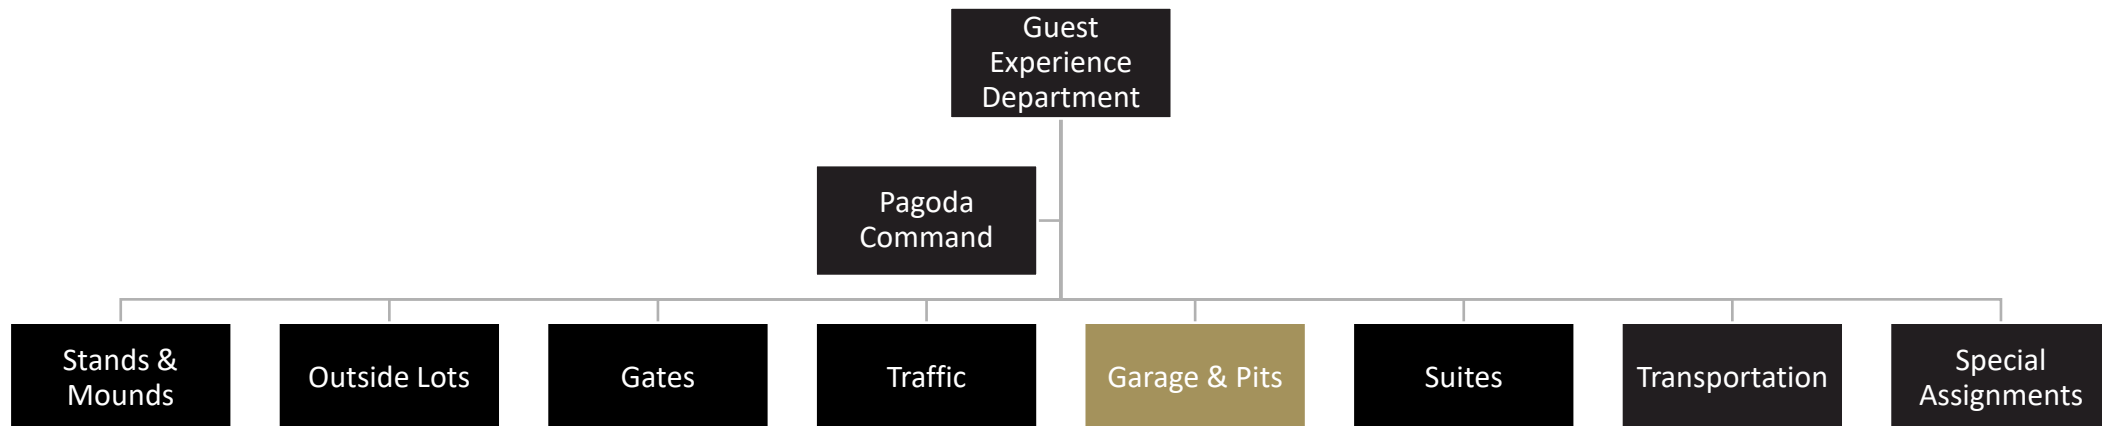 Guest
Experience
Department
Pagoda
Command
Stands &
Mounds
Outside Lots
Gates
Traffic
Garage & Pits
Suites
Transportation
Special
Assignments